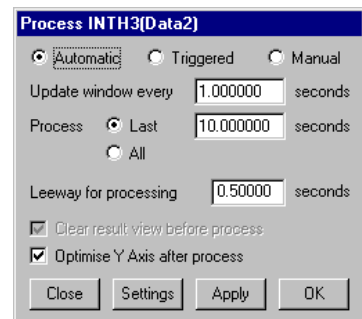 Process INTH3(Data2)
Automatic Triggered Manual
Update window every 1.000000 seconds
Process Last 10.000000 seconds
All
Leeway for processing 0.50000 seconds
Clear result view before process
Optimise Y Axis after process
Close Settings Apply OK